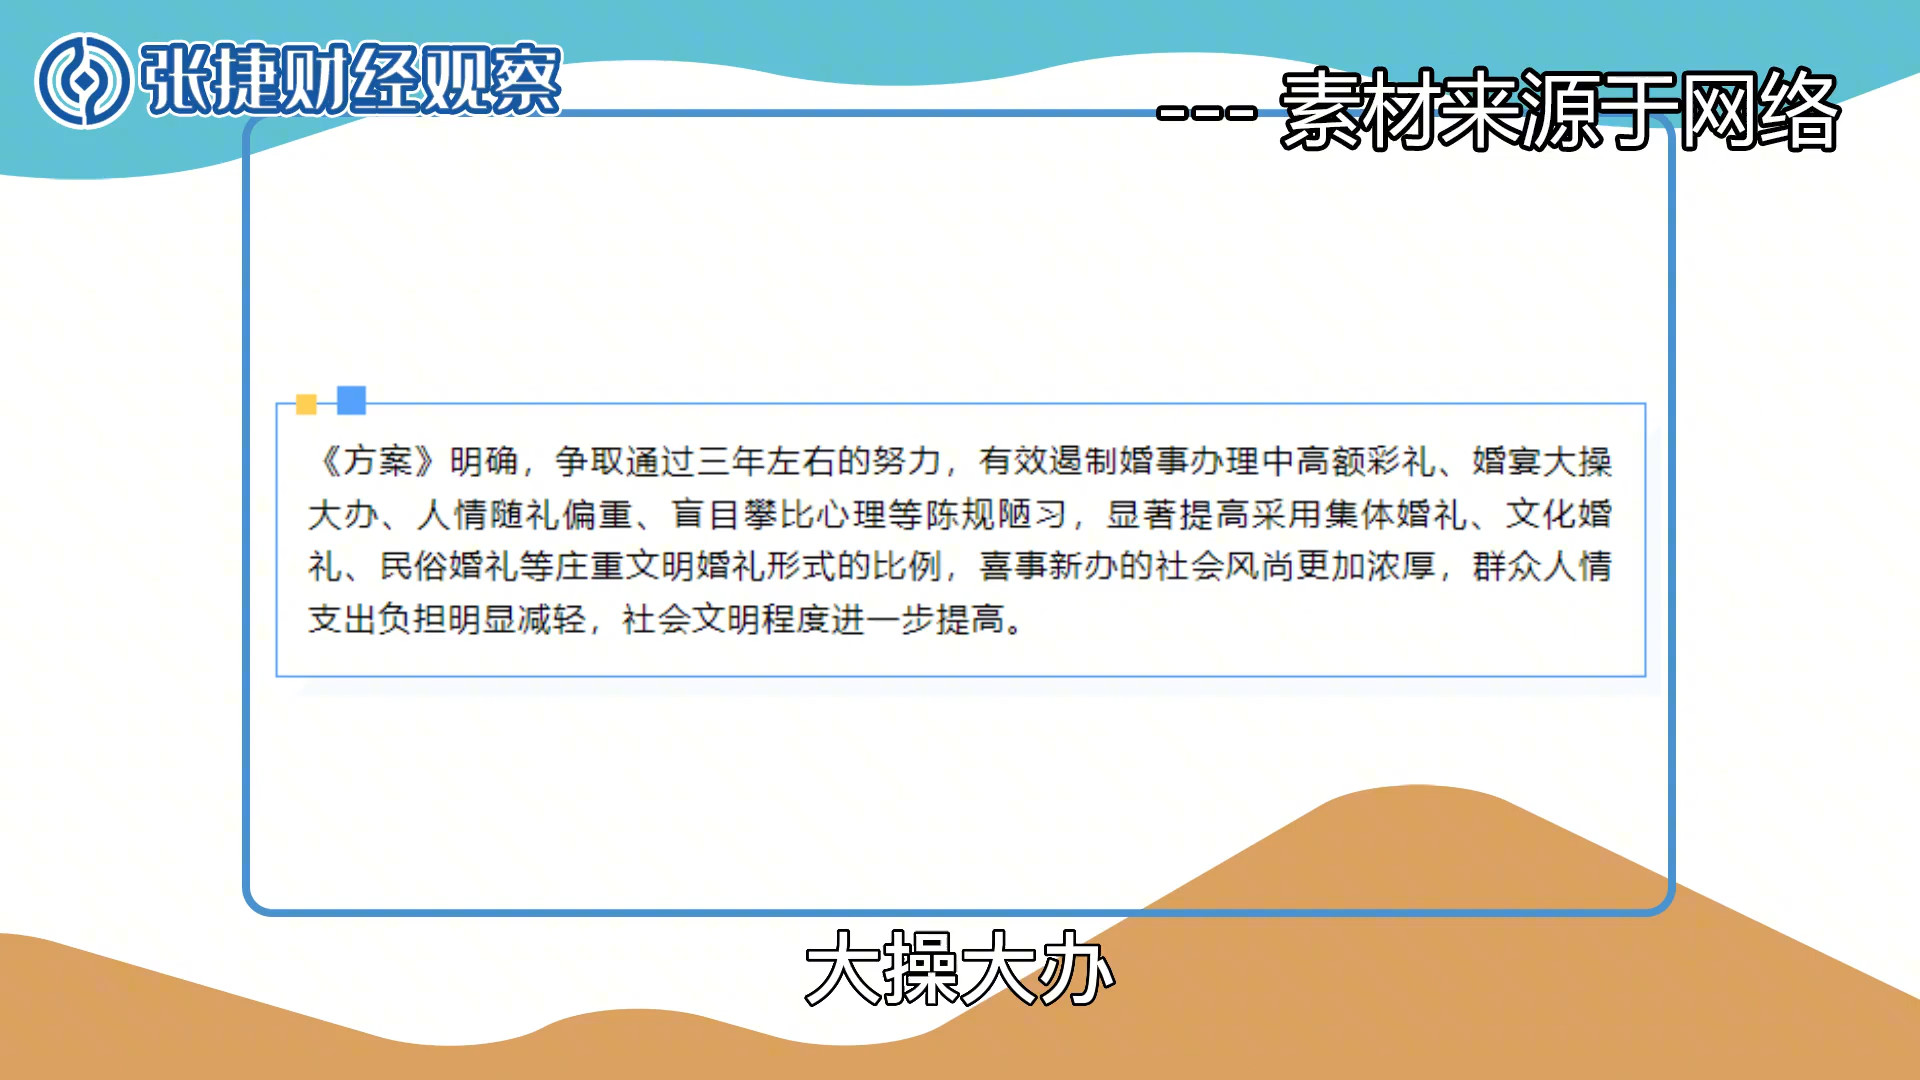 张捷财经观察
--- 素材来源于网络
《方案》明确，争取通过三年左右的努力，有效遏制婚事办理中高额彩礼、婚宴大操
大办、人情随礼偏重、盲目攀比心理等陈规陋习，显著提高采用集体婚礼、文化婚
礼、民俗婚礼等庄重文明婚礼形式的比例，喜事新办的社会风尚更加浓厚，群众人情
支出负担明显减轻，社会文明程度进一步提高。
大操大办